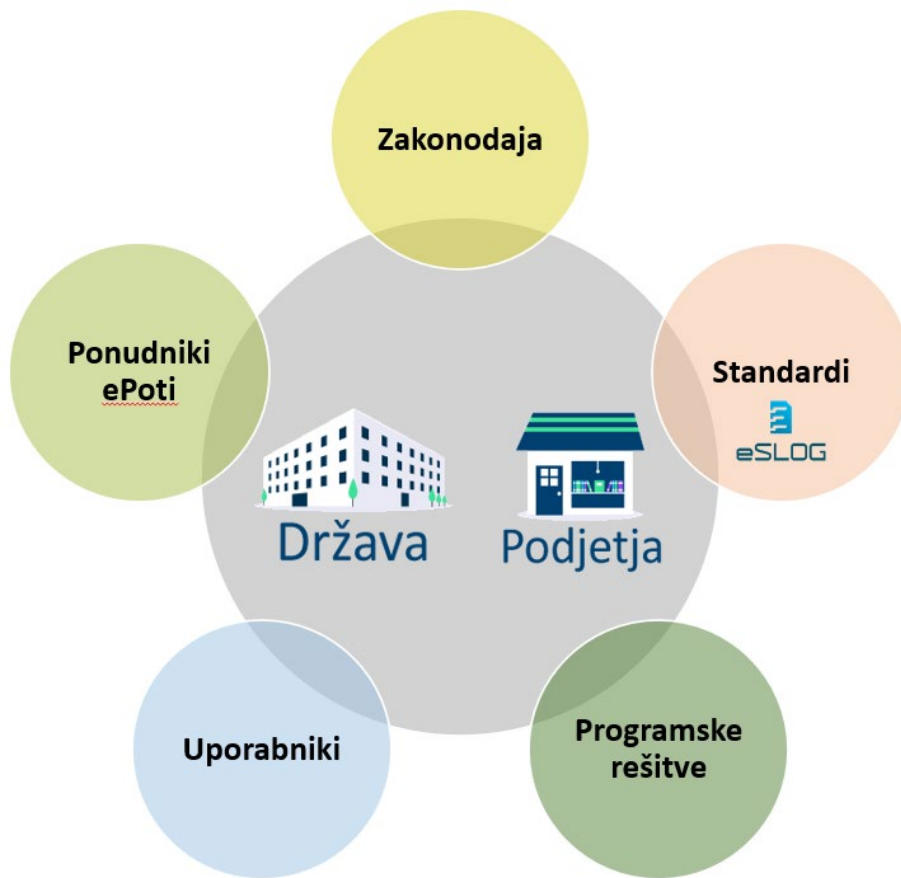 Zakonodaja
Ponudniki
ePoti
Standardi
eSLOG
Država
Podjetja
Uporabniki
Programske
rešitve